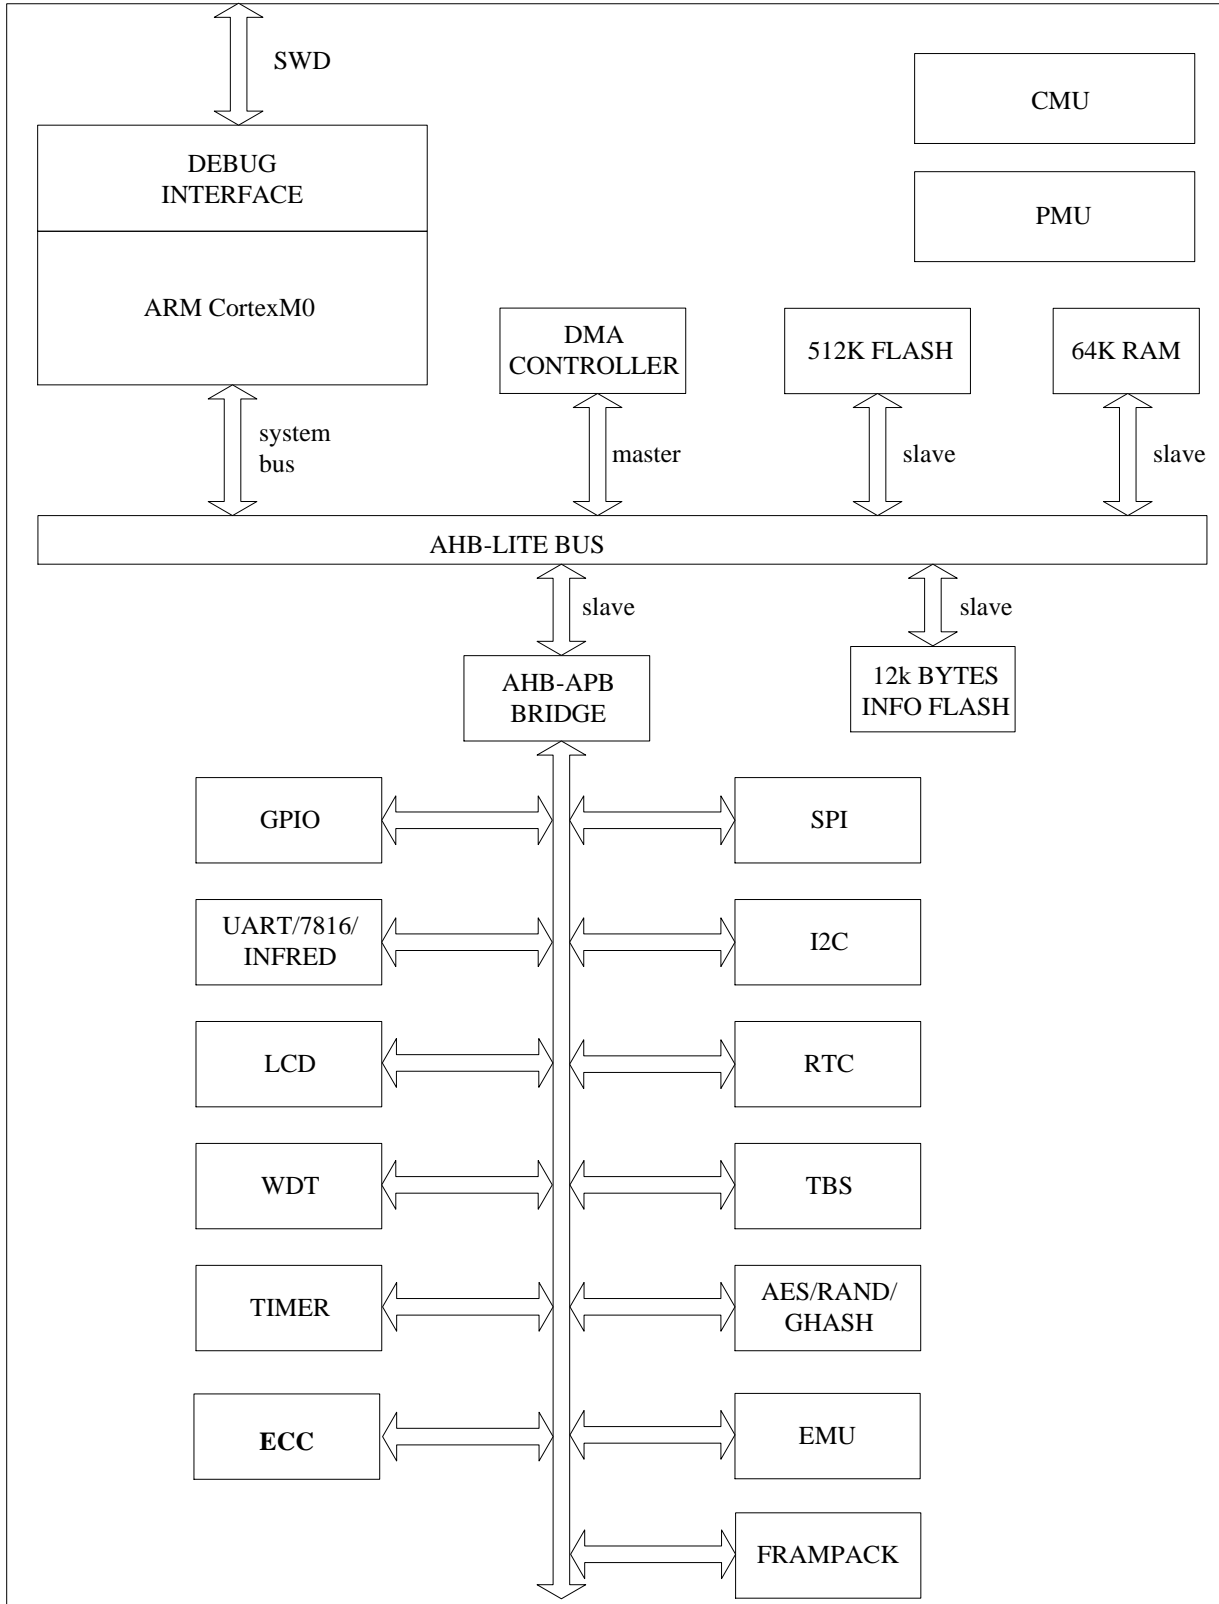 SWD
CMU
DEBUG
INTERFACE
PMU
ARM CortexM0
DMA
CONTROLLER
512K FLASH
64K RAM
system
bus
master
slave
slave
AHB-LITE BUS
slave
slave
AHB-APB
BRIDGE
12k BYTES
INFO FLASH
GPIO
SPI
UART/7816/
INFRED
I2C
LCD
RTC
WDT
TBS
TIMER
AES/RAND/
GHASH
ECC
EMU
FRAMPACK